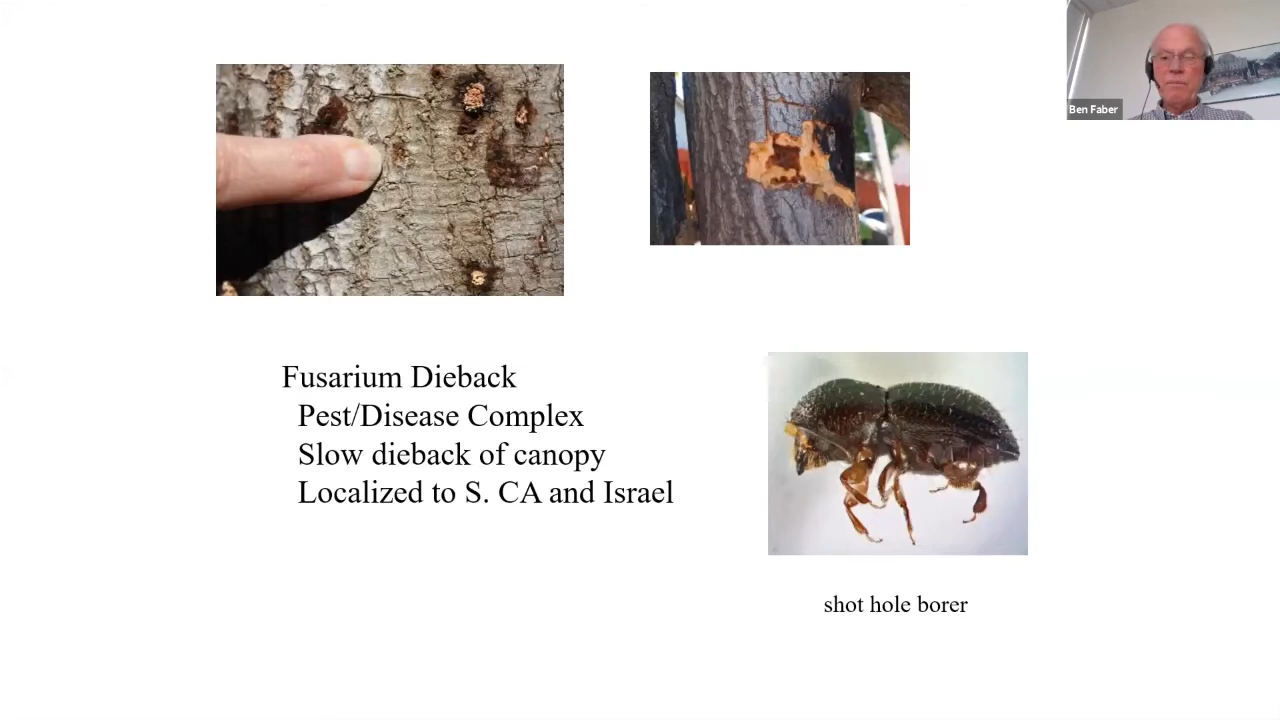 Ben Faber
Fusarium Dieback
Pest/Disease Complex
Slow dieback of canopy
Localized to S. CA and Israel
shot hole borer